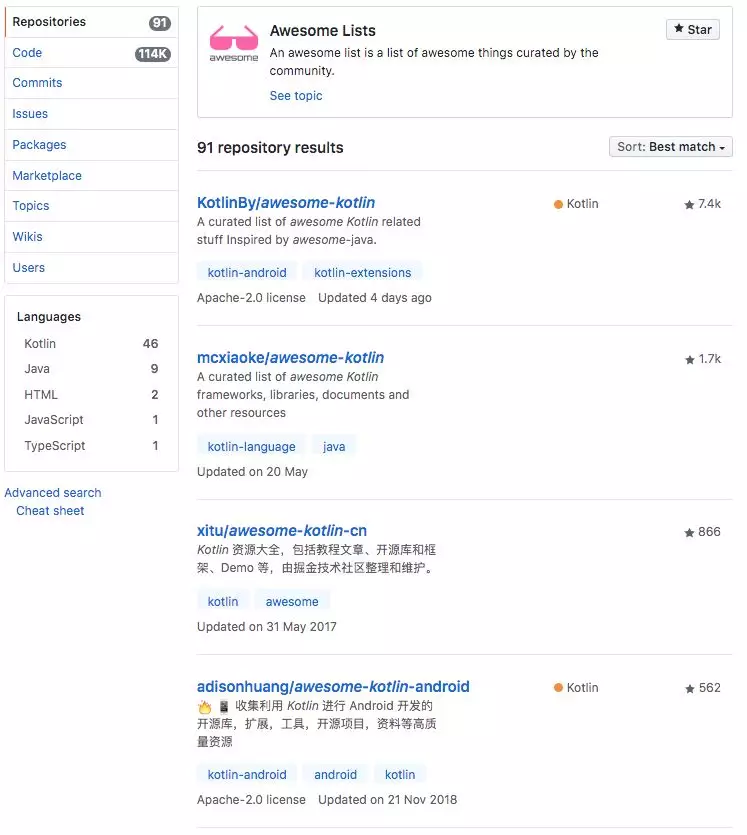 Repositories 91
Code 114K
Commits
Issues
Packages
Marketplace
Topics
Wikis
Users
Languages
Kotlin 46
Java 9
HTML 2
JavaScript 1
TypeScript 1
Advanced search
Cheat sheet
awesome
Awesome Lists
Star
An awesome list is a list of awesome things curated by the
community.
See topic
91 repository results
Sort: Best match
KotlinBy/awesome-kotlin
Kotlin
7.4k
A curated list of awesome Kotlin related
stuff Inspired by awesome-java.
kotlin-android kotlin-extensions
Apache-2.0 license Updated 4 days ago
mcxiaoke/awesome-kotlin
1.7k
A curated list of awesome Kotlin
frameworks, libraries, documents and
other resources
kotlin-language java
Updated on 20 May
xitu/awesome-kotlin-cn
866
Kotlin 资源大全，包括教程文章、开源库和框
架、Demo 等，由掘金技术社区整理和维护。
kotlin awesome
Updated on 31 May 2017
adisonhuang/awesome-kotlin-android
Kotlin
562
🔥 📱 收集利用 Kotlin 进行 Android 开发的
开源库，扩展，工具，开源项目，资料等高质
量资源
kotlin-android android kotlin
Apache-2.0 license Updated on 21 Nov 2018